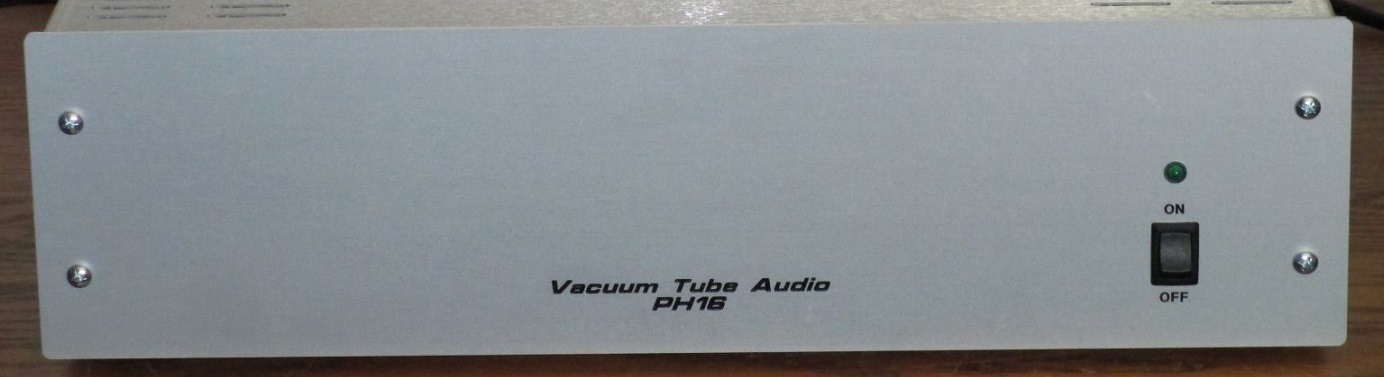 ON
OFF
Vacuum Tube Audio
PH16